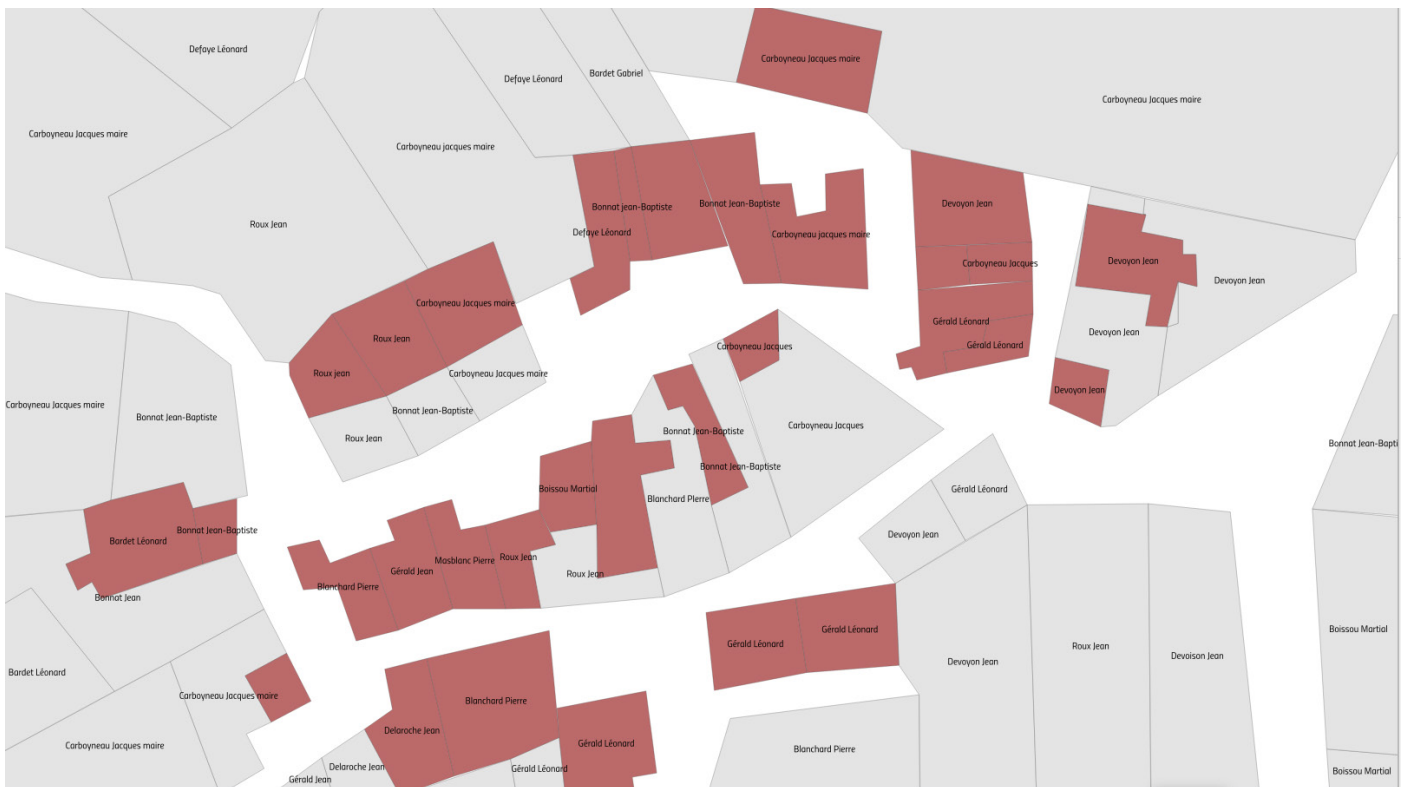 Defaye Léonard
Carboyneau Jacques maire
Defaye Léonard
Bardet Gabriel
Carboyneau Jacques maire
Carboyneau Jacques maire
Carboyneau jacques maire
Roux Jean
Bonnat jean-Baptiste
Bonnat Jean-Baptiste
Defaye Léonard
Carboyneau jacques maire
Devoyon Jean
Carboyneau Jacques
Devoyon Jean
Devoyon Jean
Carboyneau Jacques maire
Roux Jean
Gérald Léonard
Devoyon Jean
Gérald Léonard
Carboyneau Jacques
Roux jean
Carboyneau Jacques maire
Devoyon Jean
Carboyneau Jacques maire
Bonnat Jean-Baptiste
Bonnat Jean-Baptiste
Roux Jean
Carboyneau Jacques
Bonnat Jean-Baptiste
Bonnat Jean-Bapti
Bonnat Jean-Baptiste
Boissou Martial
Blanchard Pierre
Gérald Léonard
Bardet Léonard
Bonnat Jean-Baptiste
Devoyon Jean
Masblanc Pierre
Roux Jean
Gérald Jean
Blanchard Pierre
Roux Jean
Bonnat Jean
Gérald Léonard
Gérald Léonard
Boissou Martial
Bardet Léonard
Devoyon Jean
Roux Jean
Devoison Jean
Carboyneau Jacques maire
Blanchard Pierre
Delaroche Jean
Gérald Léonard
Carboyneau Jacques maire
Blanchard Pierre
Delaroche Jean
Gérald Léonard
Boissou Martial
Gérald Jean